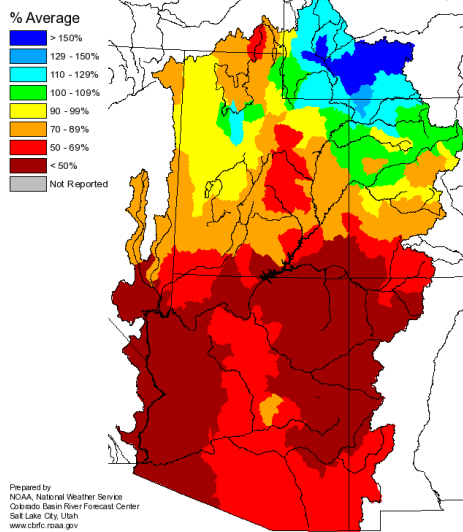 % Average
> 150%
129 - 150%
110 - 129%
100 - 109%
90 - 99%
70 - 89%
50 - 69%
< 50%
Not Reported
Prepared by
NOAA, National Weather Service
Colorado Basin River Forecast Center
Salt Lake City, Utah
www.cbrfc.noaa.gov